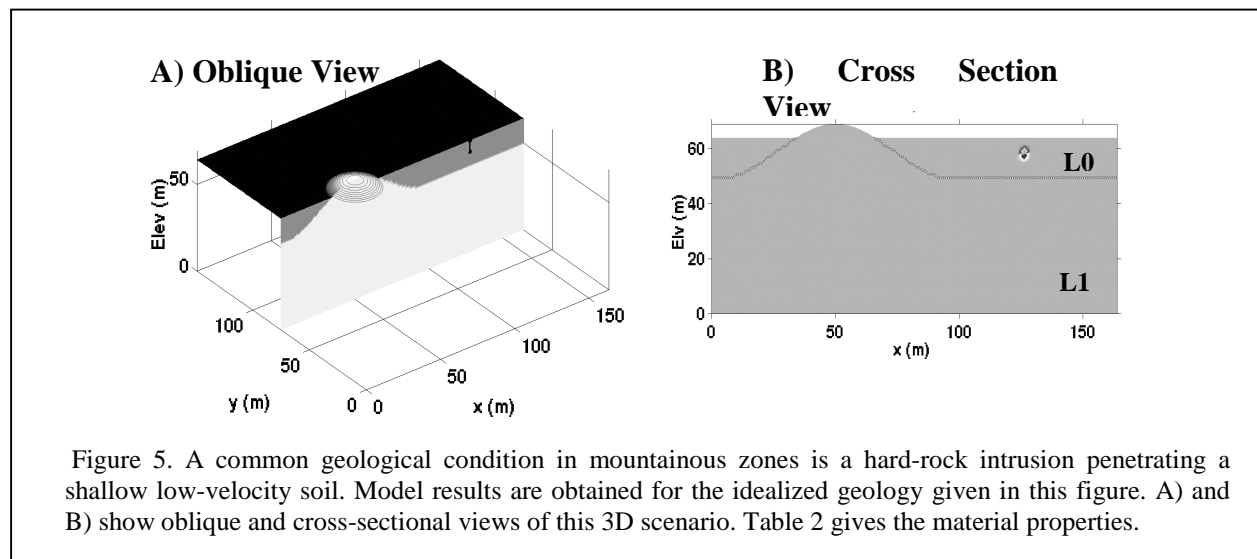 A) Oblique View
50
Elev (m)
0
100
50
0
y (m)
0
50
100
150
x (m)
B) Cross Section
View
60
40
20
0
Elv (m)
L0
L1
0
50
100
150
x (m)
Figure 5. A common geological condition in mountainous zones is a hard-rock intrusion penetrating a
shallow low-velocity soil. Model results are obtained for the idealized geology given in this figure. A) and
B) show oblique and cross-sectional views of this 3D scenario. Table 2 gives the material properties.